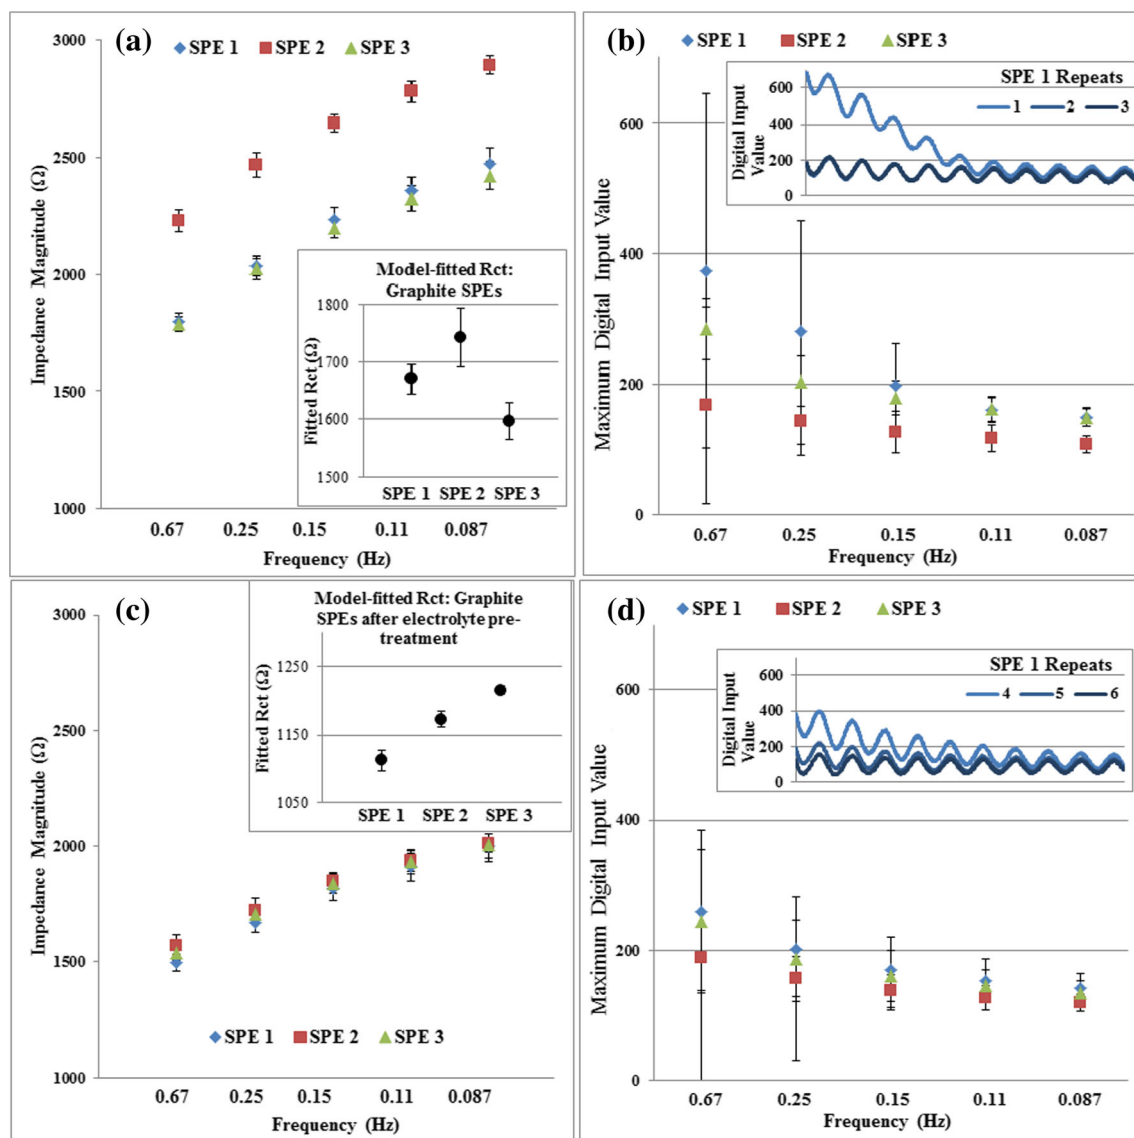 (a)
SPE 1 SPE 2 SPE 3
3000
2500
2000
1500
1000
Impedance Magnitude (Ω)
0.67 0.25 0.15 0.11 0.087
Frequency (Hz)
Model-fitted Rct:
Graphite SPEs
1800
1700
1600
1500
Fitted Rct (Ω)
SPE 1 SPE 2 SPE 3
(b)
SPE 1 SPE 2 SPE 3
600
400
200
0
Maximum Digital Input Value
0.67 0.25 0.15 0.11 0.087
Frequency (Hz)
SPE 1 Repeats
1 2 3
600
400
200
0
Digital Input
Value
(c)
3000
2500
2000
1500
1000
Impedance Magnitude (Ω)
Model-fitted Rct: Graphite
SPEs after electrolyte pre-
treatment
1250
1150
1050
Fitted Rct (Ω)
SPE 1 SPE 2 SPE 3
SPE 1 SPE 2 SPE 3
0.67 0.25 0.15 0.11 0.087
Frequency (Hz)
(d)
SPE 1 SPE 2 SPE 3
600
400
200
0
Maximum Digital Input Value
SPE 1 Repeats
4 5 6
600
400
200
0
Digital Input
Value
0.67 0.25 0.15 0.11 0.087
Frequency (Hz)